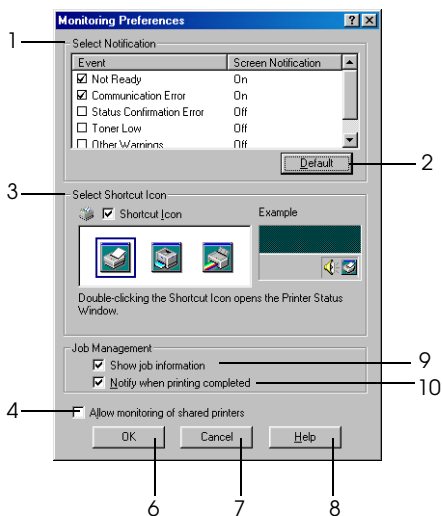 Monitoring Preferences
1
Select Notification
Event Screen Notification
Not Ready On
Communication Error On
Status Confirmation Error Off
Toner Low Off
Other Warnings Off
Default
2
3
Select Shortcut Icon
Shortcut Icon
Example
Double-clicking the Shortcut Icon opens the Printer Status
Window.
Job Management
Show job information
9
Notify when printing completed
10
4
Allow monitoring of shared printers
OK Cancel Help
6 7 8